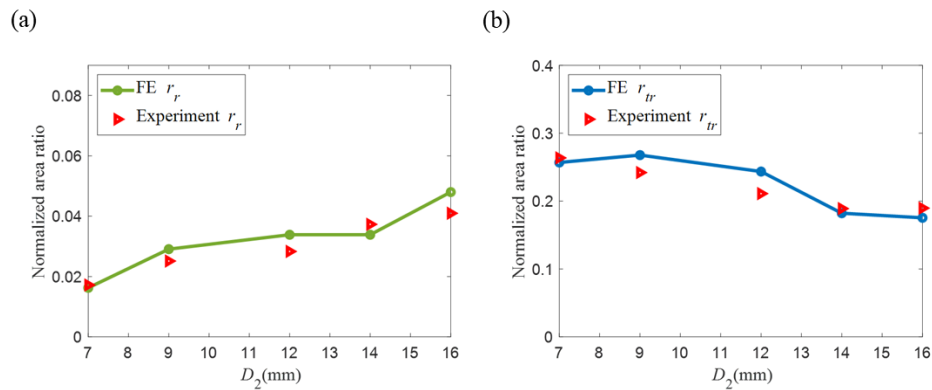 (a)
FE r_r
Experiment r_r
Normalized area ratio
0.08
0.06
0.04
0.02
0
7 8 9 10 11 12 13 14 15 16
D_2(mm)
(b)
FE r_tr
Experiment r_tr
Normalized area ratio
0.4
0.3
0.2
0.1
0
7 8 9 10 11 12 13 14 15 16
D_2(mm)